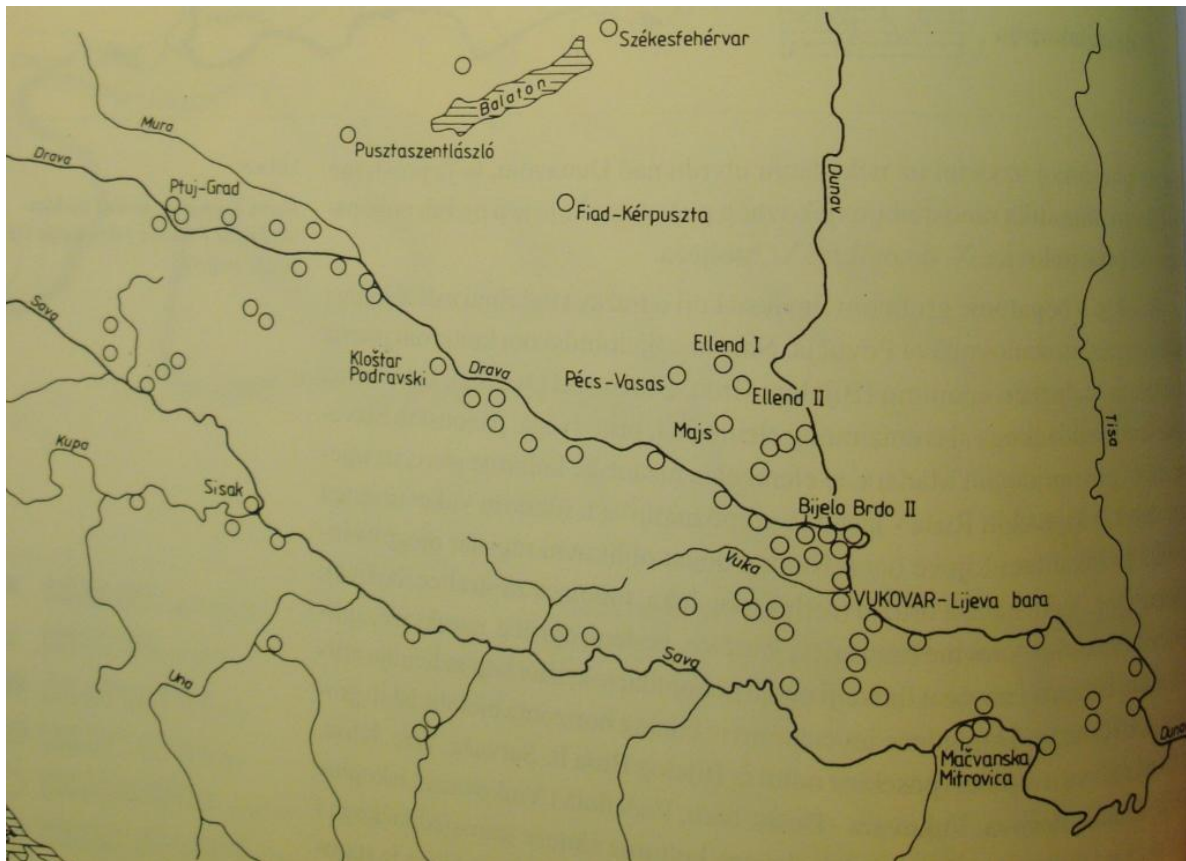 Székesfehérvar
Balaton
Mura
Pusztaszentlászló
Drava
Ptuj-Grad
Dunav
Fiad-Kérpuszta
Sava
Ellend I
Kloštar
Podravski
Drava
Pécs-Vasas
Ellend II
Majs
Tisa
Kupa
Sisak
Bijelo Brdo II
Vuka
VUKOVAR-Lijeva bara
Sava
Una
Mačvanska
Mitrovica